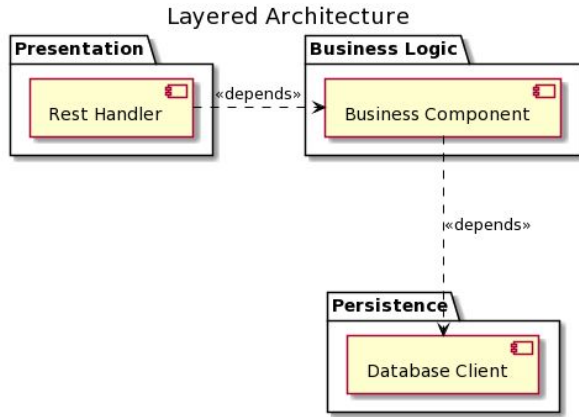 Layered Architecture
Presentation
Business Logic
Rest Handler
«depends»
Business Component
«depends»
Persistence
Database Client